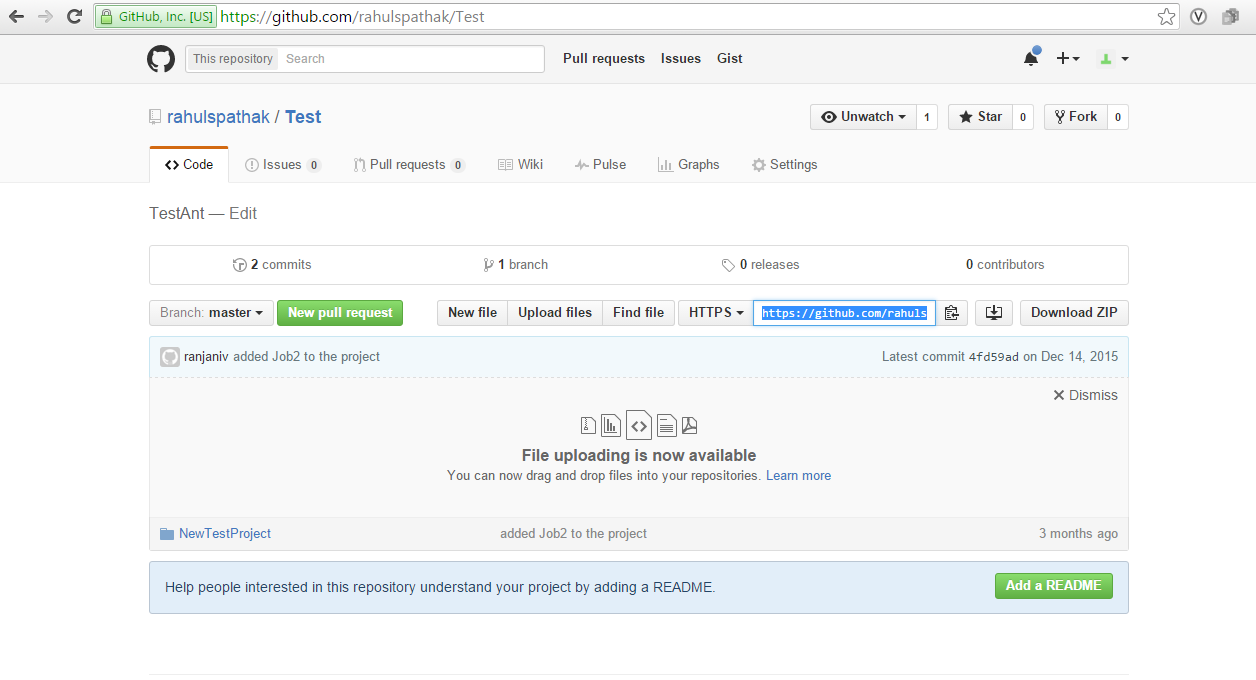 GitHub, Inc. [US] https://github.com/rahulspathak/Test
This repository Search Pull requests Issues Gist
rahulspathak / Test Unwatch 1 Star 0 Fork 0
Code Issues 0 Pull requests 0 Wiki Pulse Graphs Settings
TestAnt — Edit
2 commits 1 branch 0 releases 0 contributors
Branch: master New pull request New file Upload files Find file HTTPS https://github.com/rahuls Download ZIP
ranjaniv added Job2 to the project Latest commit 4fd59ad on Dec 14, 2015
Dismiss
File uploading is now available
You can now drag and drop files into your repositories. Learn more
NewTestProject added Job2 to the project 3 months ago
Help people interested in this repository understand your project by adding a README. Add a README